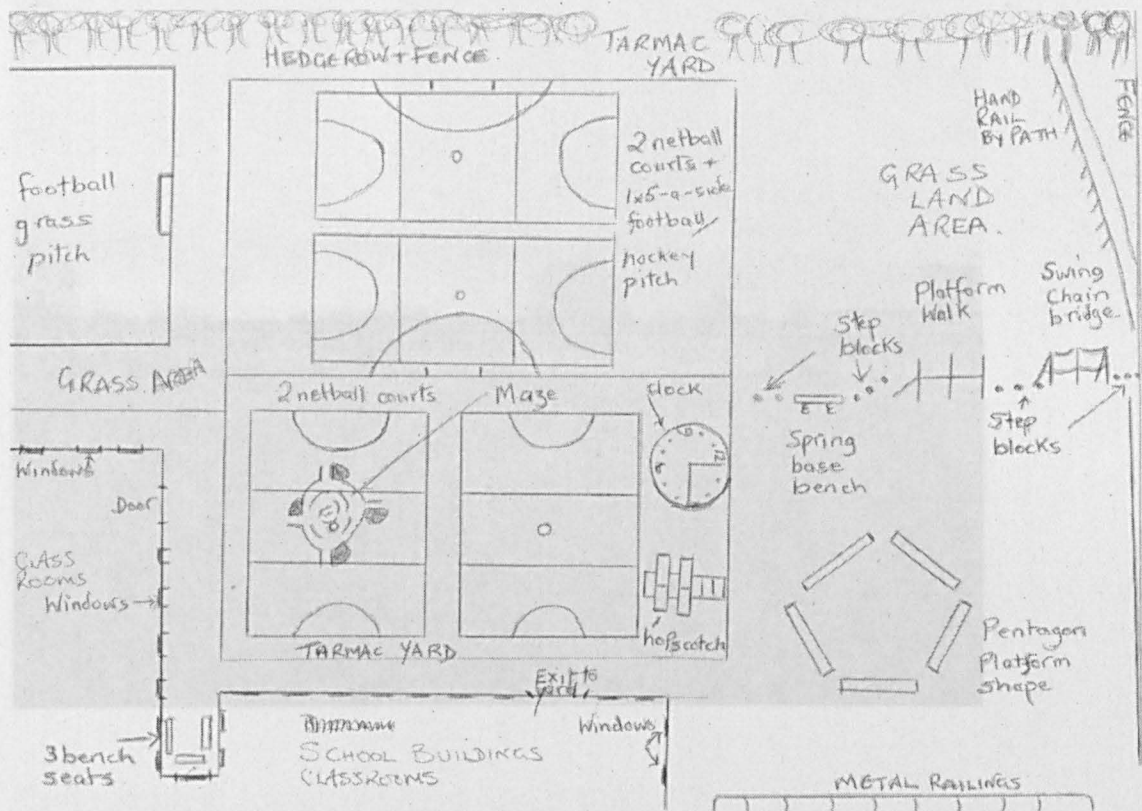 HEDGEROW + FENCE
TARMAC
YARD
FENCE
HAND
RAIL
BY PATH
football
grass
pitch
2 netball
courts +
1x5-a-side
football/
hockey
pitch
GRASS
LAND
AREA.
Platform
Walk
Swing
Chain
bridge
Step
blocks
GRASS AREA
2 netball courts
Maze
Clock
12
Spring
base
bench
Step
blocks
Windows
Door
CLASS
ROOMS
Windows
hopscotch
TARMAC YARD
Pentagon
Platform
shape
Exit to
yard
Windows
3 bench
seats
SCHOOL BUILDINGS
CLASSROOMS
METAL RAILINGS